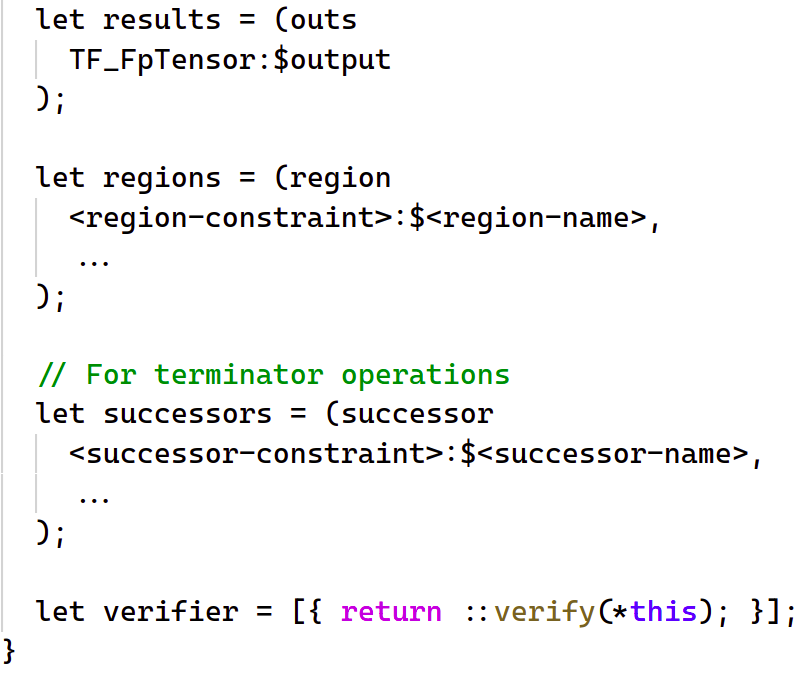 let results = (outs
TF_FpTensor:$output
);
let regions = (region
<region-constraint>:$<region-name>,
...
);
// For terminator operations
let successors = (successor
<successor-constraint>:$<successor-name>,
...
);
let verifier = [{ return ::verify(*this); }];
}